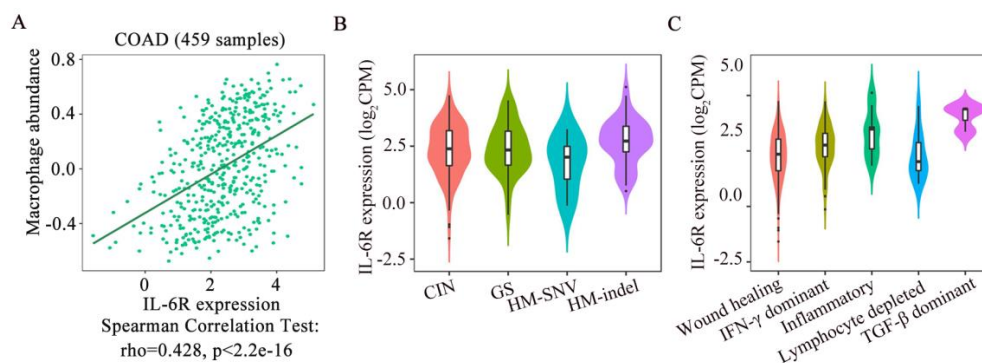 A
COAD (459 samples)
Macrophage abundance
0.8
0.4
0.0
-0.4
0
2
4
IL-6R expression
Spearman Correlation Test:
rho=0.428, p<2.2e-16
B
IL-6R expression (log₂CPM)
5.0
2.5
0.0
-2.5
CIN
GS
HM-SNV
HM-indel
C
IL-6R expression (log₂CPM)
5.0
2.5
0.0
-2.5
Wound healing
IFN-γ dominant
Inflammatory
Lymphocyte depleted
TGF-β dominant